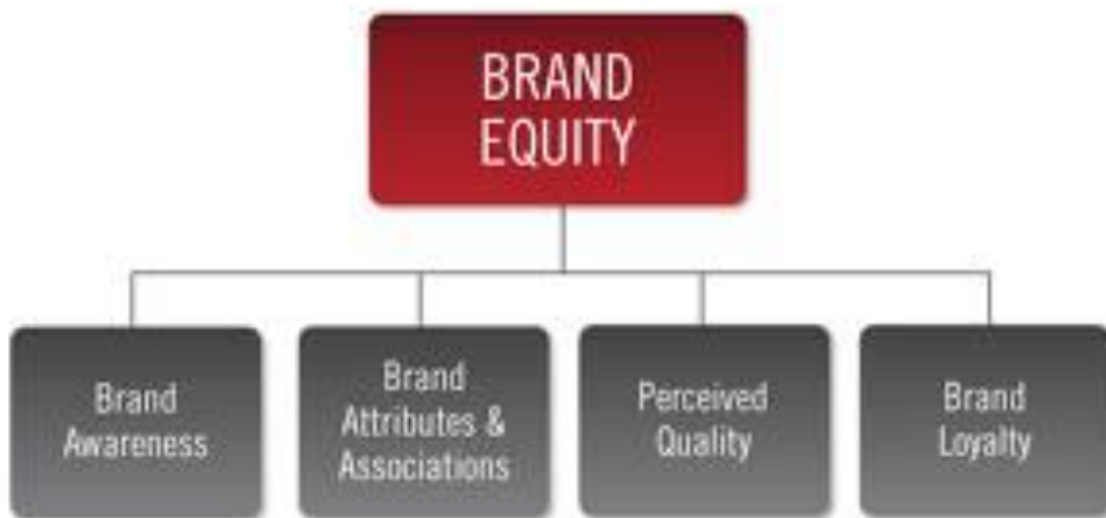 BRAND
EQUITY
Brand
Awareness
Brand
Attributes &
Associations
Perceived
Quality
Brand
Loyalty